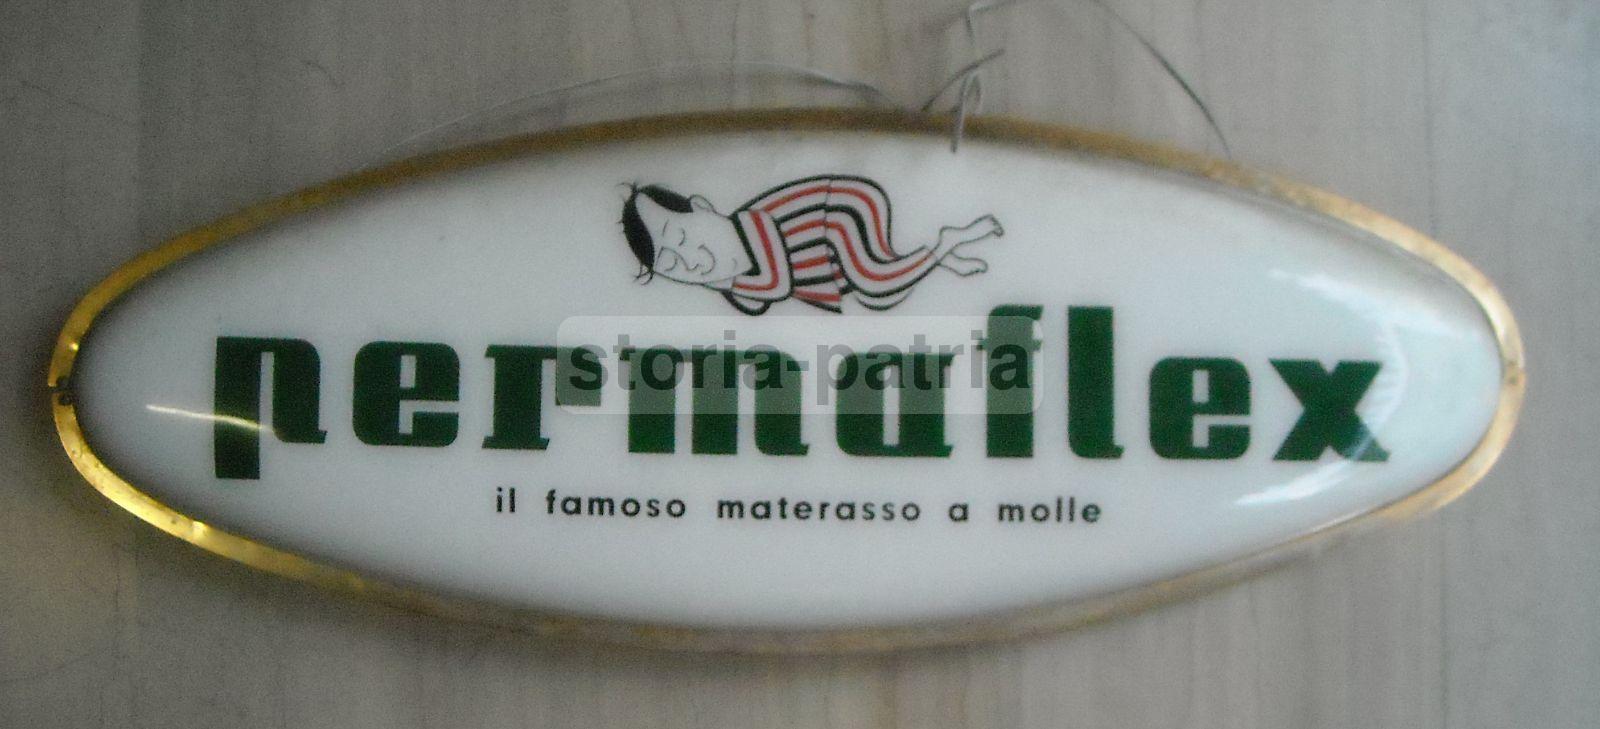 permaflex
storia-patria
il famoso materasso a molle